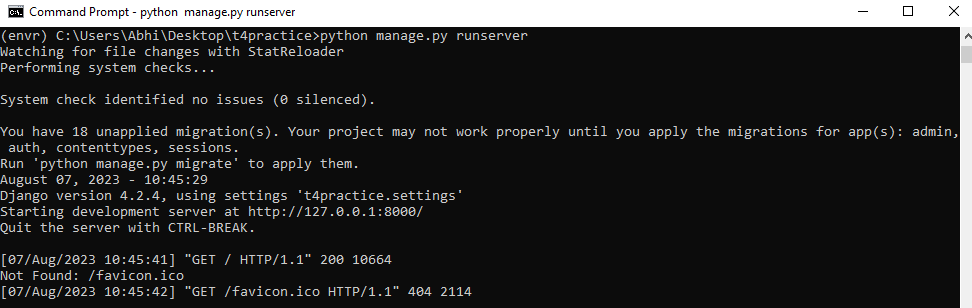 Command Prompt - python  manage.py runserver
(envr) C:\Users\Abhi\Desktop\t4practice>python manage.py runserver
Watching for file changes with StatReloader
Performing system checks...
System check identified no issues (0 silenced).
You have 18 unapplied migration(s). Your project may not work properly until you apply the migrations for app(s): admin,
 auth, contenttypes, sessions.
Run 'python manage.py migrate' to apply them.
August 07, 2023 - 10:45:29
Django version 4.2.4, using settings 't4practice.settings'
Starting development server at http://127.0.0.1:8000/
Quit the server with CTRL-BREAK.
[07/Aug/2023 10:45:41] "GET / HTTP/1.1" 200 10664
Not Found: /favicon.ico
[07/Aug/2023 10:45:42] "GET /favicon.ico HTTP/1.1" 404 2114